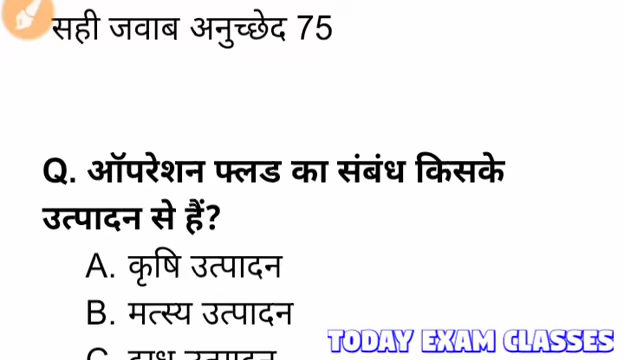 सही जवाब अनुच्छेद 75
Q. ऑपरेशन फ्लड का संबंध किसके
उत्पादन से हैं?
A. कृषि उत्पादन
B. मत्स्य उत्पादन
TODAY EXAM CLASSES